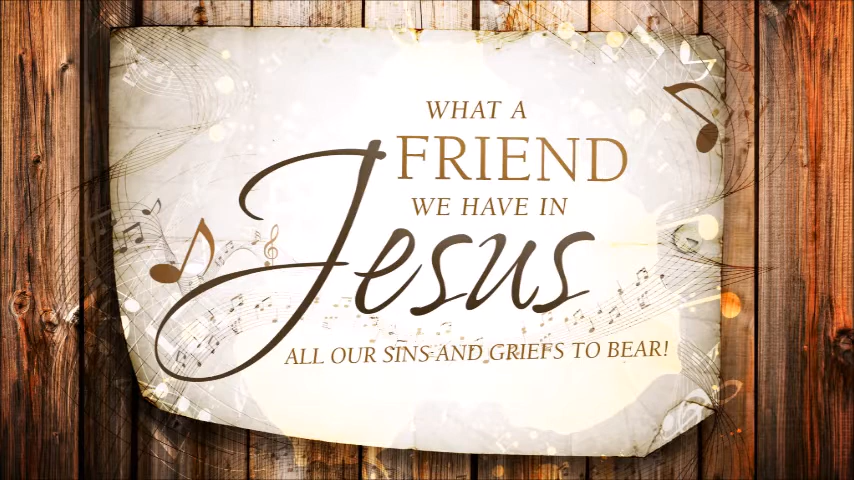 WHAT A
FRIEND
WE HAVE IN
Jesus
ALL OUR SINS AND GRIEFS TO BEAR!